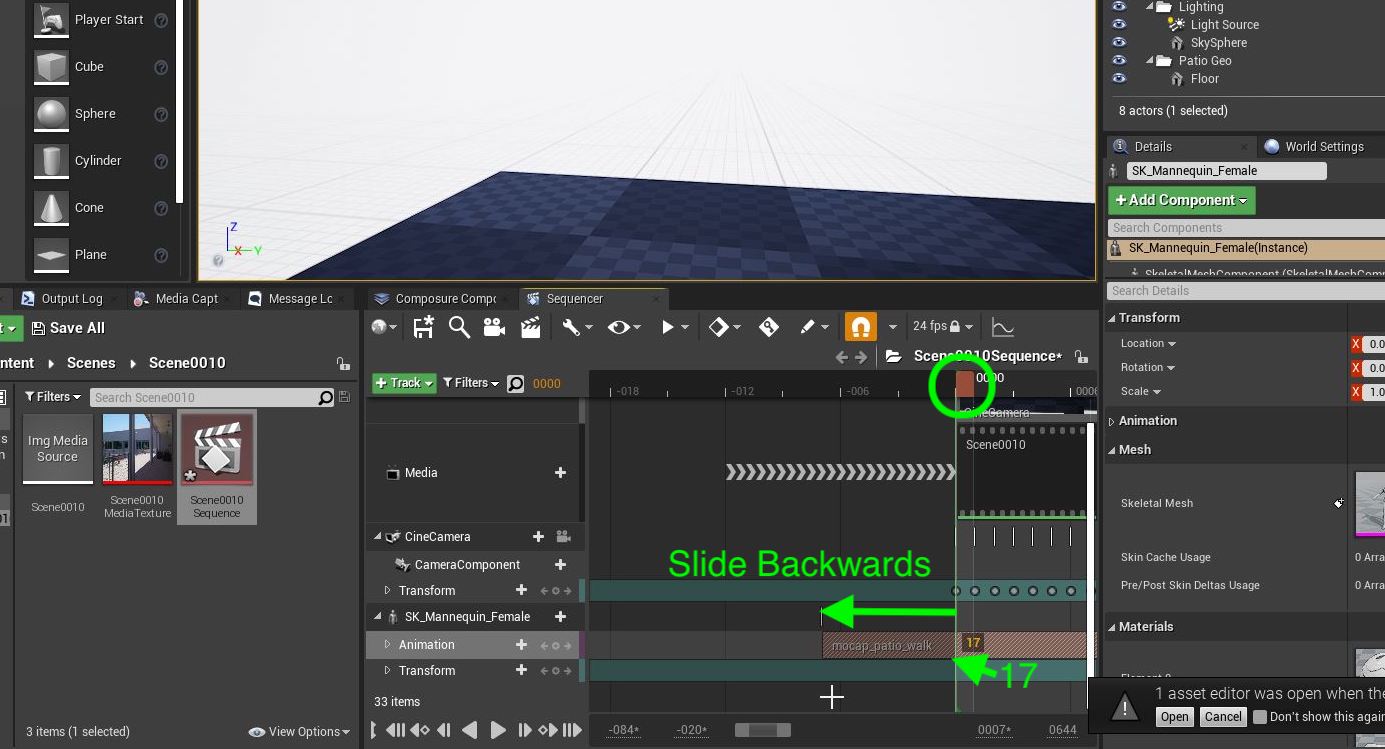 Player Start
Cube
Sphere
Cylinder
Cone
Plane
Z
X
Y
Lighting
Light Source
SkySphere
Patio Geo
Floor
8 actors (1 selected)
Details
World Settings
SK_Mannequin_Female
+ Add Component
Search Components
SK_Mannequin_Female(Instance)
SkeletalMeshComponent (SkeletalMeshCom
Search Details
Transform
Location
X 0.0
Rotation
X 0.0
Scale
X 1.0
Animation
Mesh
Skeletal Mesh
Skin Cache Usage
0 Arra
Pre/Post Skin Deltas Usage
0 Arra
Materials
Output Log
Media Capt
Message Lo
Save All
ntent
Scenes
Scene0010
Filters
Search Scene0010
Img Media
Source
Scene0010
Scene0010
MediaTexture
Scene0010
Sequence
3 items (1 selected)
View Options
Composure Compo
Sequencer
24 fps
Scene0010Sequence*
+ Track
Filters
0000
-018
-012
-006
0000
0006
CineCamera
Scene0010
Media
CineCamera
CameraComponent
Transform
SK_Mannequin_Female
Animation
Transform
33 items
Slide Backwards
mocap_patio_walk
17
17
-084*
-020*
0007*
0644
1 asset editor was open when the
Open
Cancel
Don't show this again